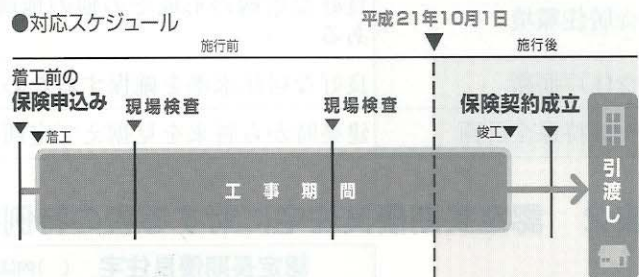 ●対応スケジュール
平成21年10月1日
施行前
施行後
着工前の
保険申込み
現場検査
現場検査
保険契約成立
▼着工
竣工▼
工事期間
引渡し